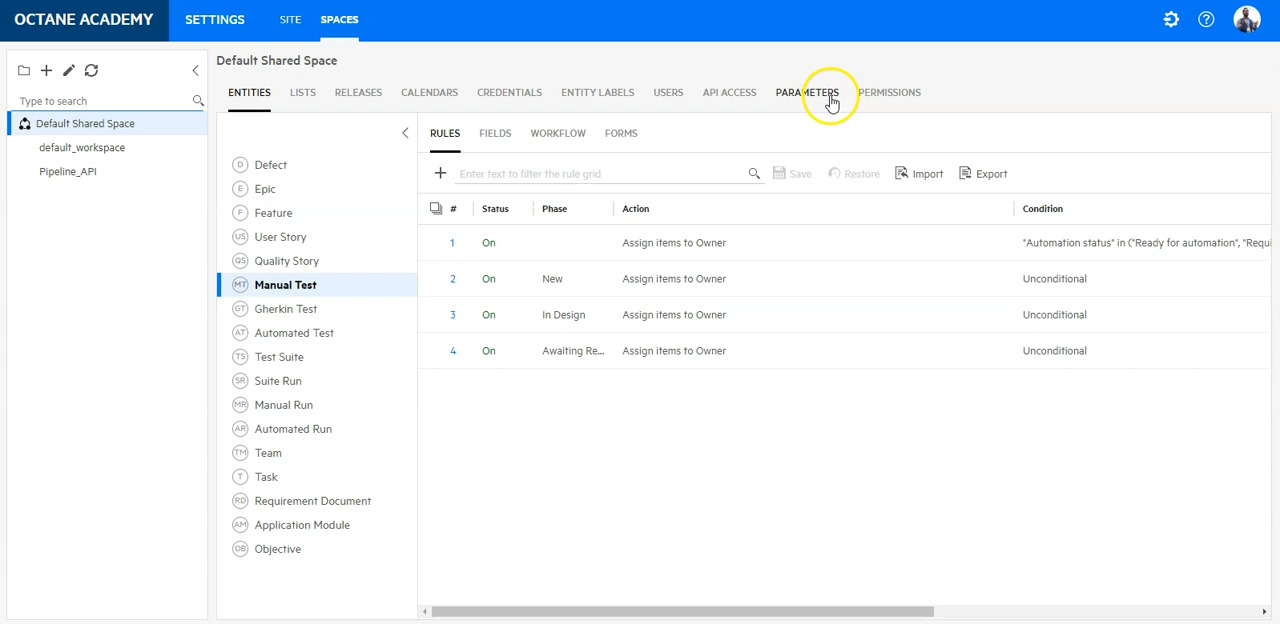 OCTANE ACADEMY SETTINGS SITE SPACES
Type to search
Default Shared Space
default_workspace
Pipeline_API
Default Shared Space
ENTITIES LISTS RELEASES CALENDARS CREDENTIALS ENTITY LABELS USERS API ACCESS PARAMETERS PERMISSIONS
D Defect
E Epic
F Feature
US User Story
QS Quality Story
MT Manual Test
GT Gherkin Test
AT Automated Test
TS Test Suite
SR Suite Run
MR Manual Run
AR Automated Run
TM Team
T Task
RD Requirement Document
AM Application Module
OB Objective
RULES FIELDS WORKFLOW FORMS
Enter text to filter the rule grid Save Restore Import Export
# Status Phase Action Condition
1 On Assign items to Owner "Automation status" in ("Ready for automation", "Requi
2 On New Assign items to Owner Unconditional
3 On In Design Assign items to Owner Unconditional
4 On Awaiting Re... Assign items to Owner Unconditional